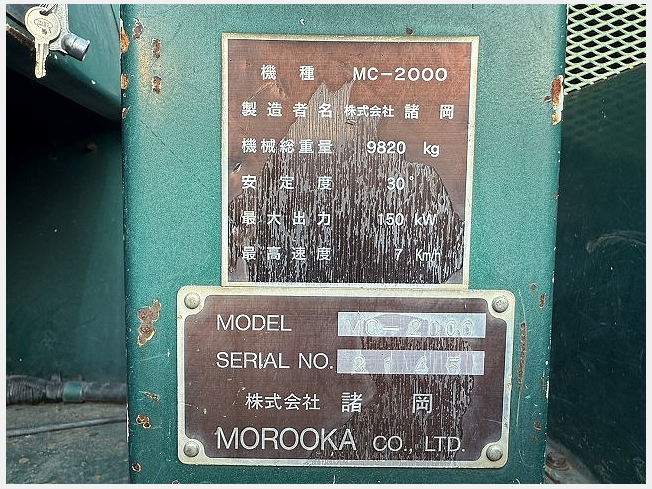 機種 MC-2000
製造者名 株式会社 諸岡
機械総重量 9820 kg
安定度 30°
最大出力 150 kW
最高速度 7 Km/h
MODEL MC-2000
SERIAL NO.
株式会社 諸岡
MOROOKA CO., LTD.